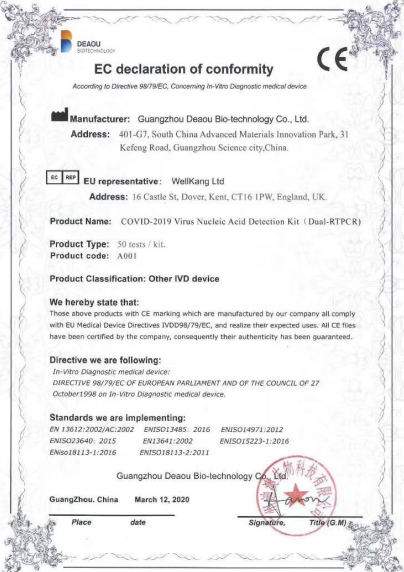 DEAOU
BIOTECHNOLOGY
CE
EC declaration of conformity
According to Directive 98/79/EC, Concerning In-Vitro Diagnostic medical device
Manufacturer: Guangzhou Deaou Bio-technology Co., Ltd.
Address: 401-G7, South China Advanced Materials Innovation Park, 31
Kefeng Road, Guangzhou Science city,China.
EC REP EU representative: WellKang Ltd
Address: 16 Castle St, Dover, Kent, CT16 1PW, England, UK.
Product Name: COVID-2019 Virus Nucleic Acid Detection Kit（Dual-RTPCR)
Product Type: 50 tests / kit.
Product code: A001
Product Classification: Other IVD device
We hereby state that:
Those above products with CE marking which are manufactured by our company all comply
with EU Medical Device Directives IVDD98/79/EC, and realize their expected uses. All CE files
have been certified by the company, consequently their authenticity has been guaranteed.
Directive we are following:
In-Vitro Diagnostic medical device:
DIRECTIVE 98/79/EC OF EUROPEAN PARLIAMENT AND OF THE COUNCIL OF 27
October1998 on In-Vitro Diagnostic medical device.
Standards we are implementing:
EN 13612:2002/AC:2002 ENISO13485: 2016 ENISO14971:2012
ENISO23640: 2015 EN13641:2002 ENISO15223-1:2016
ENiso18113-1:2016 ENISO18113-2:2011
Guangzhou Deaou Bio-technology Co., Ltd.
GuangZhou. China March 12, 2020
Place date Signature, Title (G.M)